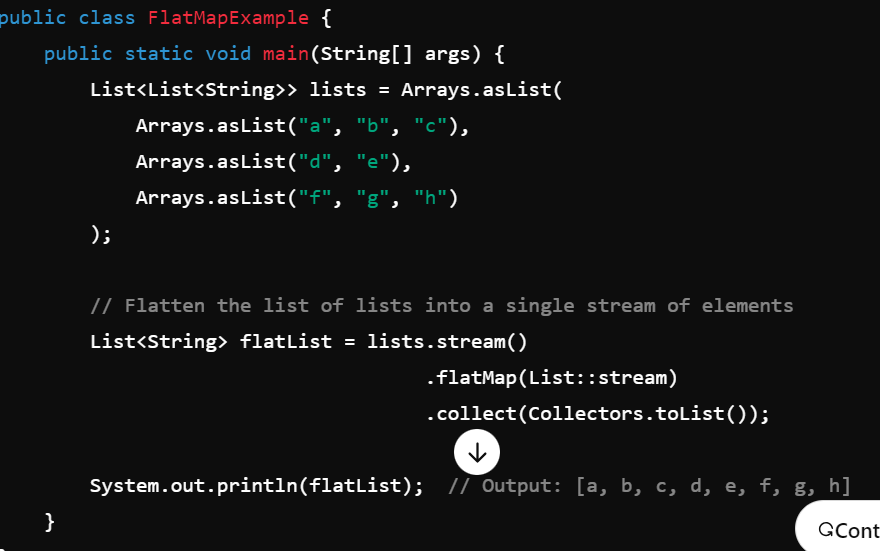 public class FlatMapExample {
public static void main(String[] args) {
List<List<String>> lists = Arrays.asList(
Arrays.asList("a", "b", "c"),
Arrays.asList("d", "e"),
Arrays.asList("f", "g", "h")
);
// Flatten the list of lists into a single stream of elements
List<String> flatList = lists.stream()
.flatMap(List::stream)
.collect(Collectors.toList());
System.out.println(flatList);  // Output: [a, b, c, d, e, f, g, h]
}
Cont